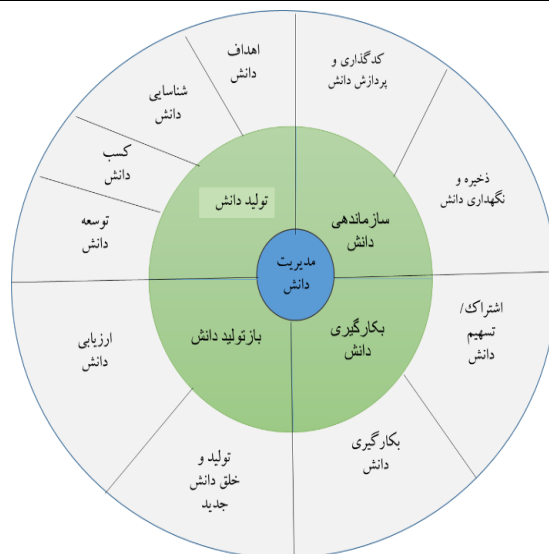 اهداف
دانش
شناسایی
دانش
کسب
دانش
توسعه
دانش
کدگذاری و
پردازش دانش
ذخیره و
نگهداری دانش
اشتراک/
تسهیم
دانش
بکارگیری
دانش
تولید و
خلق دانش
جدید
ارزیابی
دانش
تولید دانش
سازماندهی
دانش
بکارگیری
دانش
بازتولید دانش
مدیریت
دانش